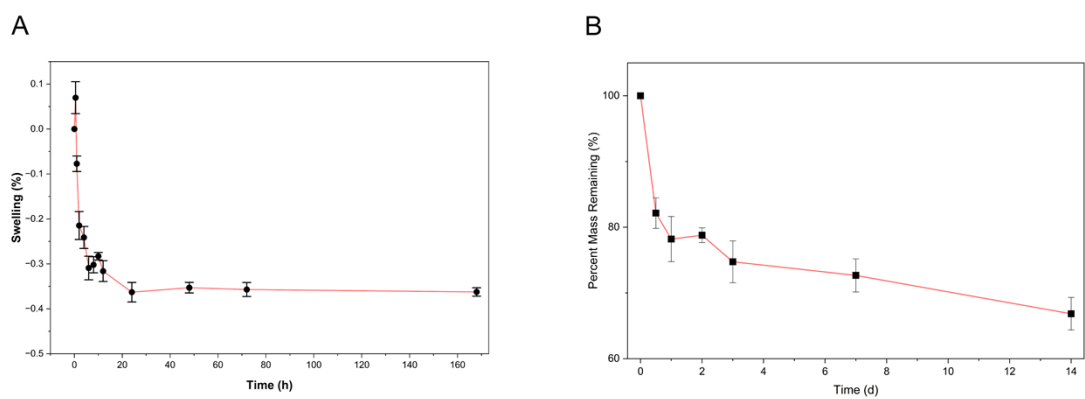 A
Swelling (%)
0.1
0.0
−0.1
−0.2
−0.3
−0.4
−0.5
0 20 40 60 80 100 120 140 160
Time (h)
B
Percent Mass Remaining (%)
100
80
60
0 2 4 6 8 10 12 14
Time (d)